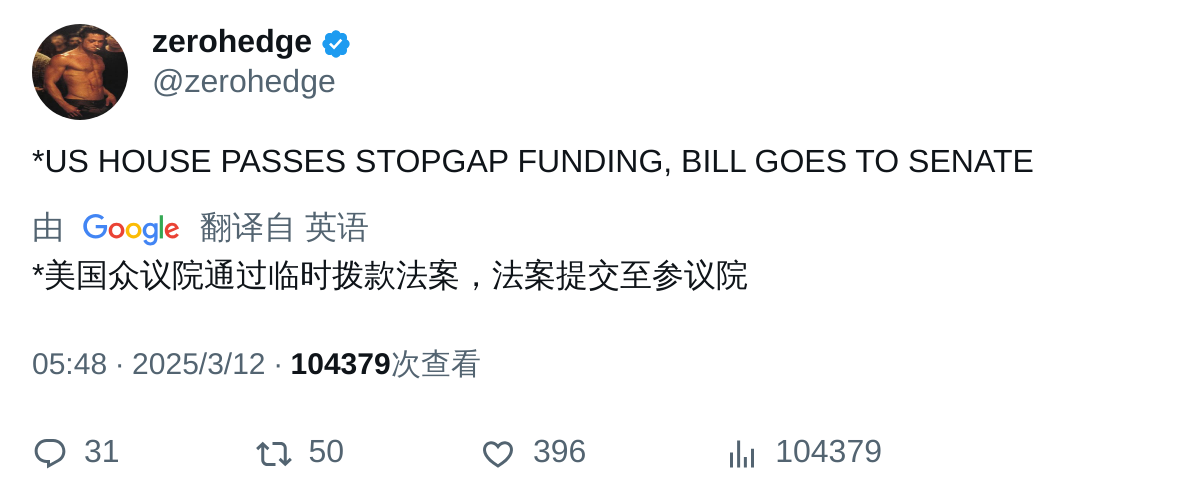 zerohedge
@zerohedge
*US HOUSE PASSES STOPGAP FUNDING, BILL GOES TO SENATE
由 Google 翻译自 英语
*美国众议院通过临时拨款法案，法案提交至参议院
05:48 · 2025/3/12 · 104379次查看
31 50 396 104379